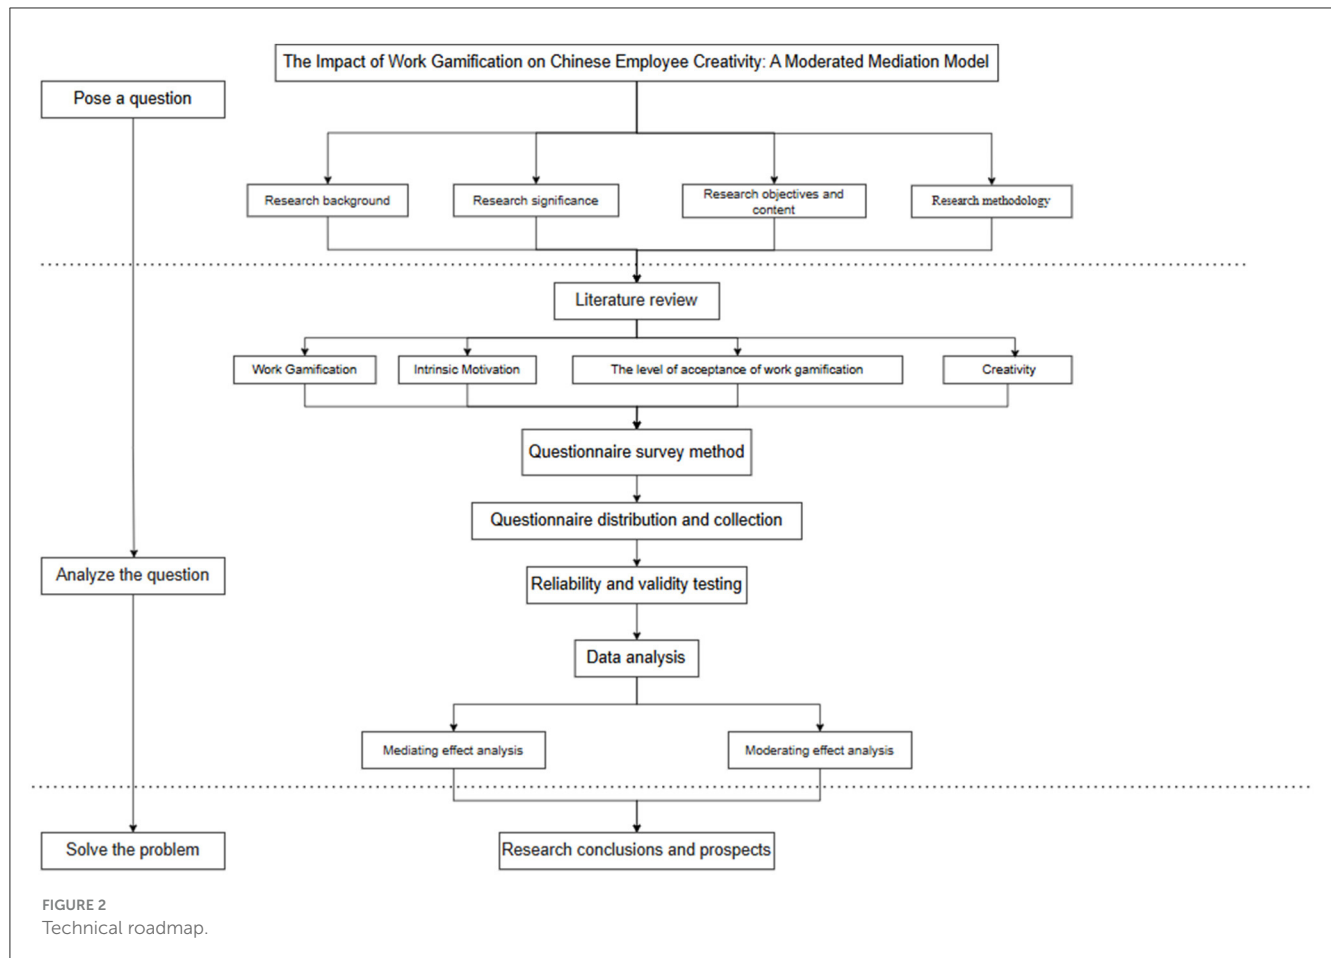 The Impact of Work Gamification on Chinese Employee Creativity: A Moderated Mediation Model
Pose a question
Research background
Research significance
Research objectives and
content
Research methodology
Literature review
Work Gamification
Intrinsic Motivation
The level of acceptance of work gamification
Creativity
Questionnaire survey method
Questionnaire distribution and collection
Analyze the question
Reliability and validity testing
Data analysis
Mediating effect analysis
Moderating effect analysis
Solve the problem
Research conclusions and prospects
FIGURE 2
Technical roadmap.